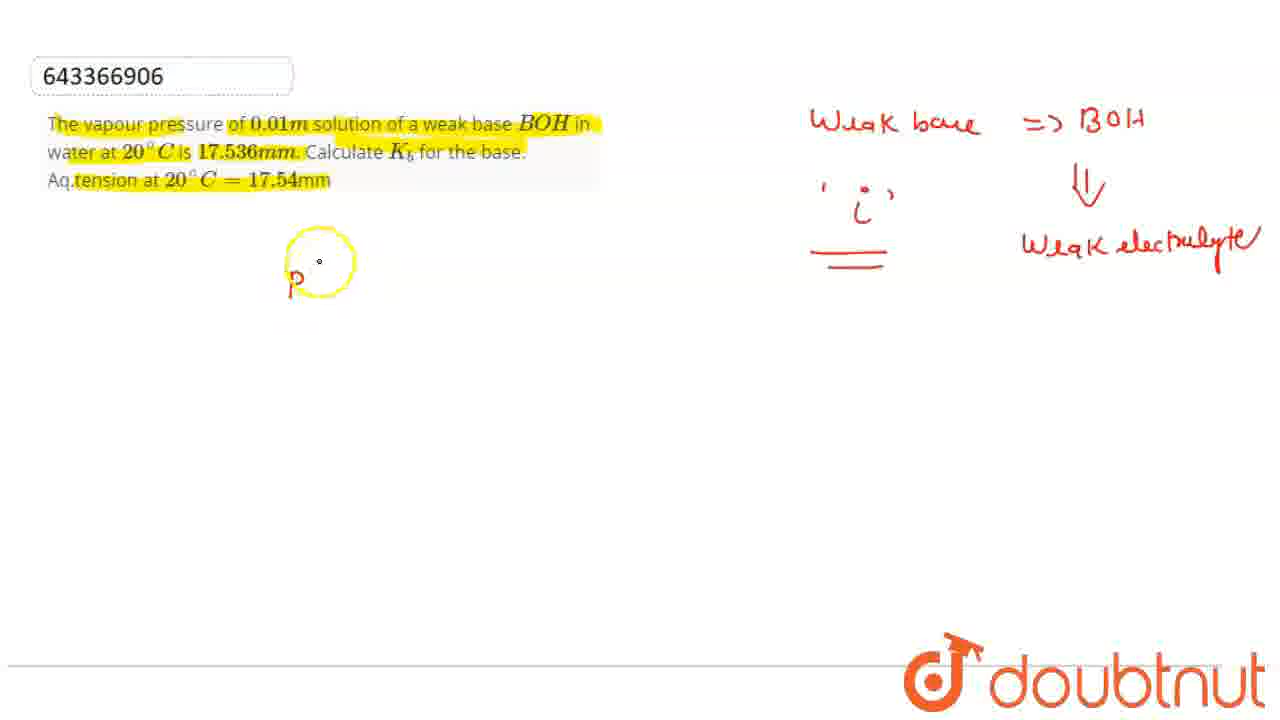 643366906
The vapour pressure of 0.01m solution of a weak base BOH in
water at 20°C is 17.536mm. Calculate K_b for the base.
Aq.tension at 20°C = 17.54mm
Weak base => BOH
'i'
Weak electrolyte
P
doubtnut